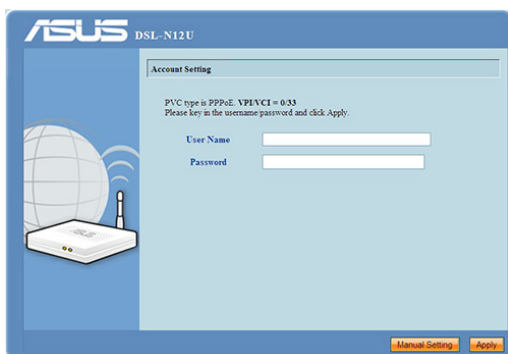 ASUS DSL-N12U
Account Setting
PVC type is PPPoE. VPI/VCI = 0/33
Please key in the username/password and click Apply.
User Name
Password
Manual Setting Apply